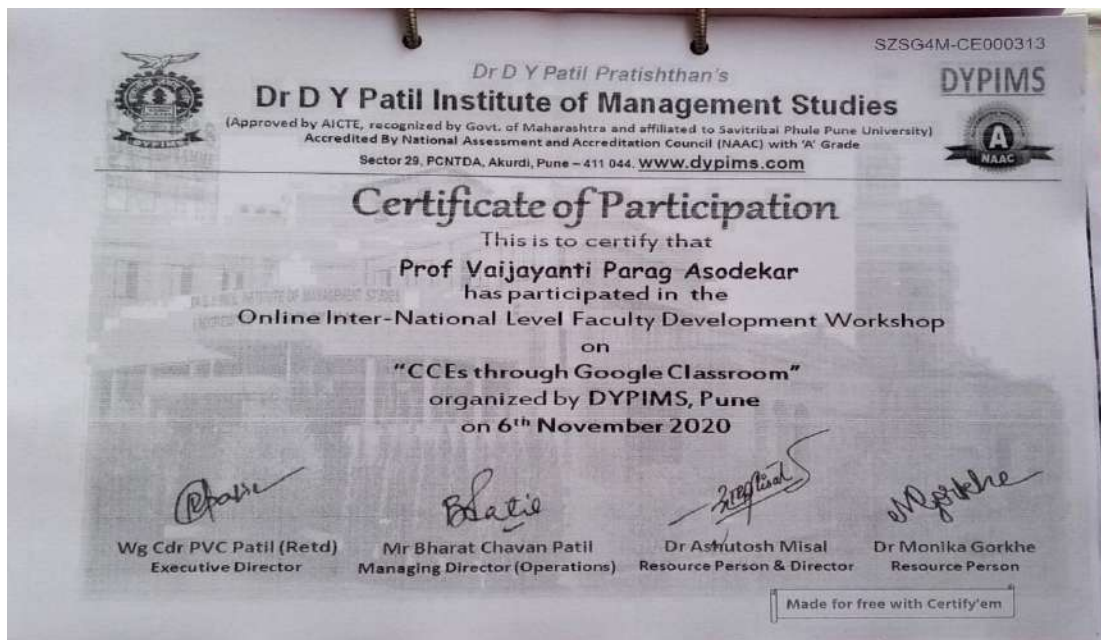 SZSG4M-CE000313
Dr D Y Patil Pratishthan's
DYPIMS
Dr D Y Patil Institute of Management Studies
(Approved by AICTE, recognized by Govt. of Maharashtra and affiliated to Savitribai Phule Pune University)
Accredited By National Assessment and Accreditation Council (NAAC) with 'A' Grade
Sector 29, PCNTDA, Akurdi, Pune – 411 044. www.dypims.com
DYPIMS
A
NAAC
Certificate of Participation
This is to certify that
Prof Vaijayanti Parag Asodekar
has participated in the
Online Inter-National Level Faculty Development Workshop
on
"CCEs through Google Classroom"
organized by DYPIMS, Pune
on 6th November 2020
Wg Cdr PVC Patil (Retd)
Executive Director
Mr Bharat Chavan Patil
Managing Director (Operations)
Dr Ashutosh Misal
Resource Person & Director
Dr Monika Gorkhe
Resource Person
Made for free with Certify'em